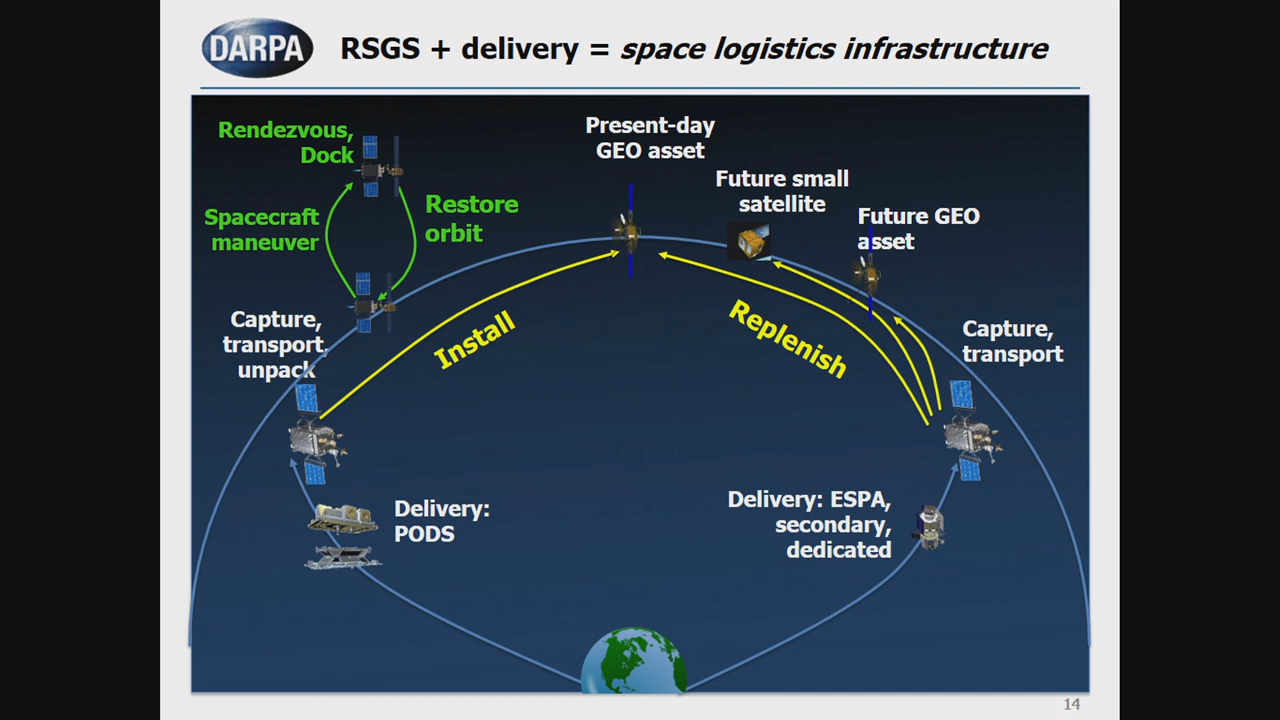 DARPA
RSGS + delivery = space logistics infrastructure
Rendezvous,
Dock
Spacecraft
maneuver
Restore
orbit
Present-day
GEO asset
Future small
satellite
Future GEO
asset
Capture,
transport,
unpack
Install
Replenish
Capture,
transport
Delivery:
PODS
Delivery: ESPA,
secondary,
dedicated
14